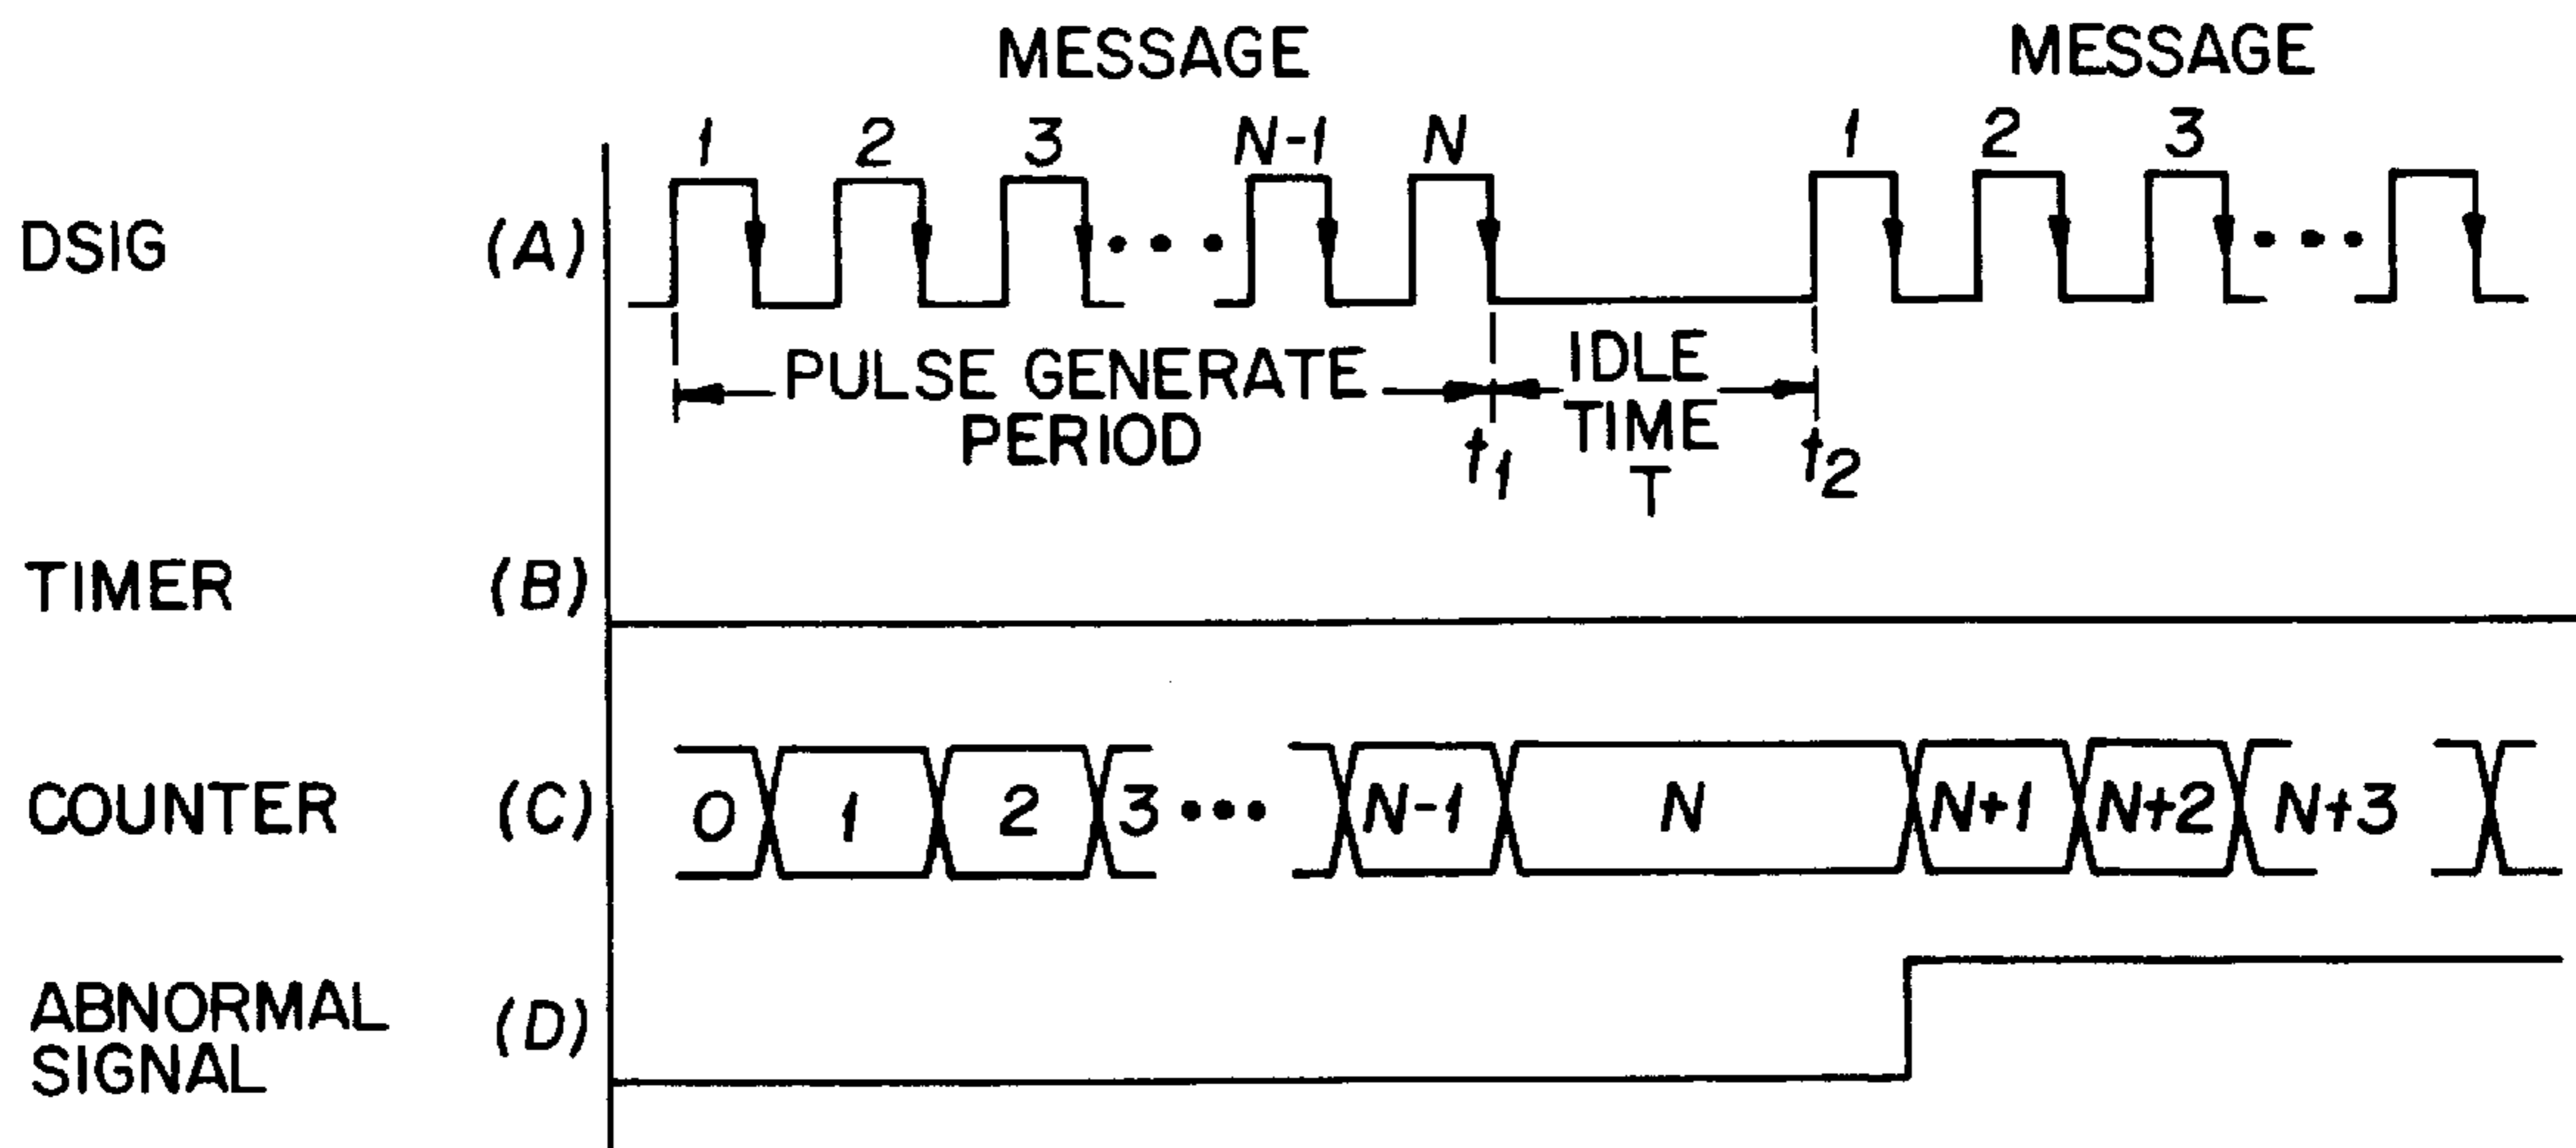 MESSAGE MESSAGE
1 2 3 N-1 N 1 2 3
DSIG (A)
PULSE GENERATE PERIOD
IDLE TIME T
t1 t2
TIMER (B)
COUNTER (C) 0 1 2 3 ••• N-1 N N+1 N+2 N+3
ABNORMAL SIGNAL (D)